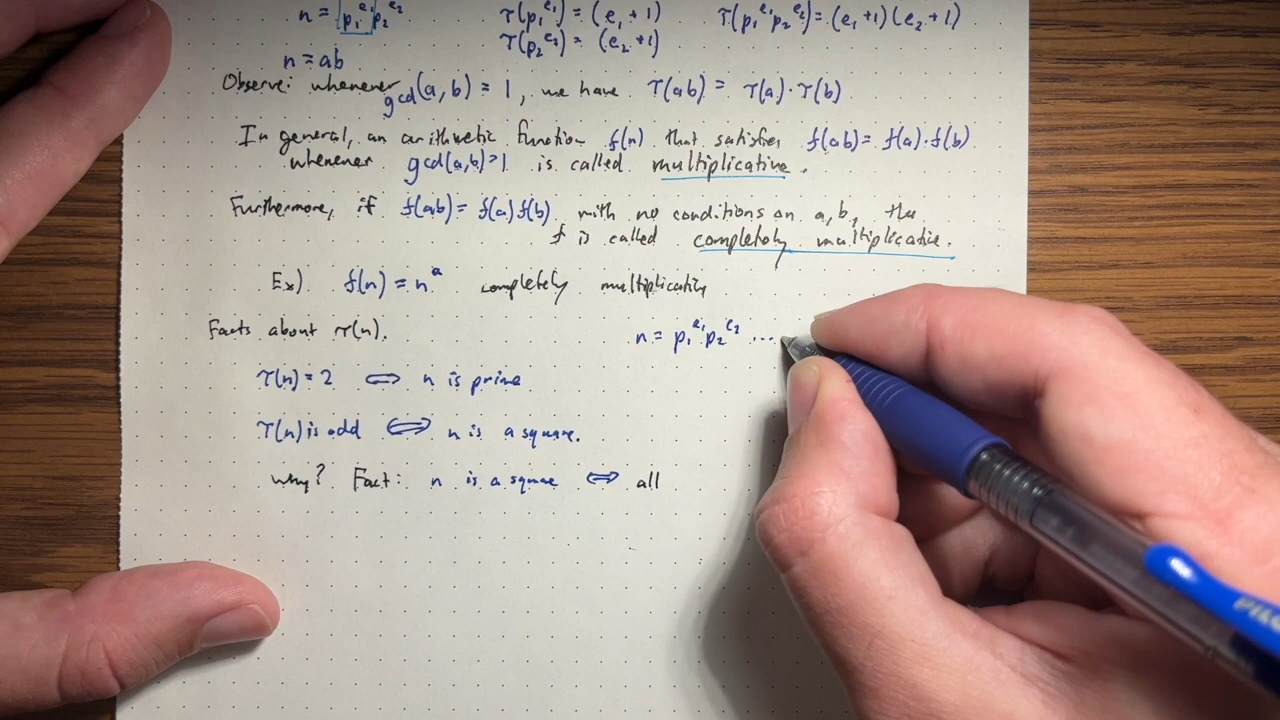 n = p₁^e₁ p₂^e₂ τ(p₁^e₁) = (e₁ + 1) τ(p₁^e₁ p₂^e₂) = (e₁+1)(e₂+1)
τ(p₂^e₂) = (e₂ +1)
n = ab
Observe: whenever gcd(a, b) = 1, we have τ(ab) = τ(a) · τ(b)
In general, an arithmetic function f(n) that satisfies f(ab) = f(a)·f(b)
whenever gcd(a,b)=1 is called multiplicative.
Furthermore, if f(ab) = f(a) f(b) with no conditions on a, b, the
f is called completely multiplicative.
Ex). f(n) = n^a completely multiplicative
Facts about τ(n). n = p₁^e₁ p₂^e₂ ...
τ(n) = 2 ⇔ n is prime
τ(n) is odd ⇔ n is a square.
why? Fact: n is a square ⇔ all